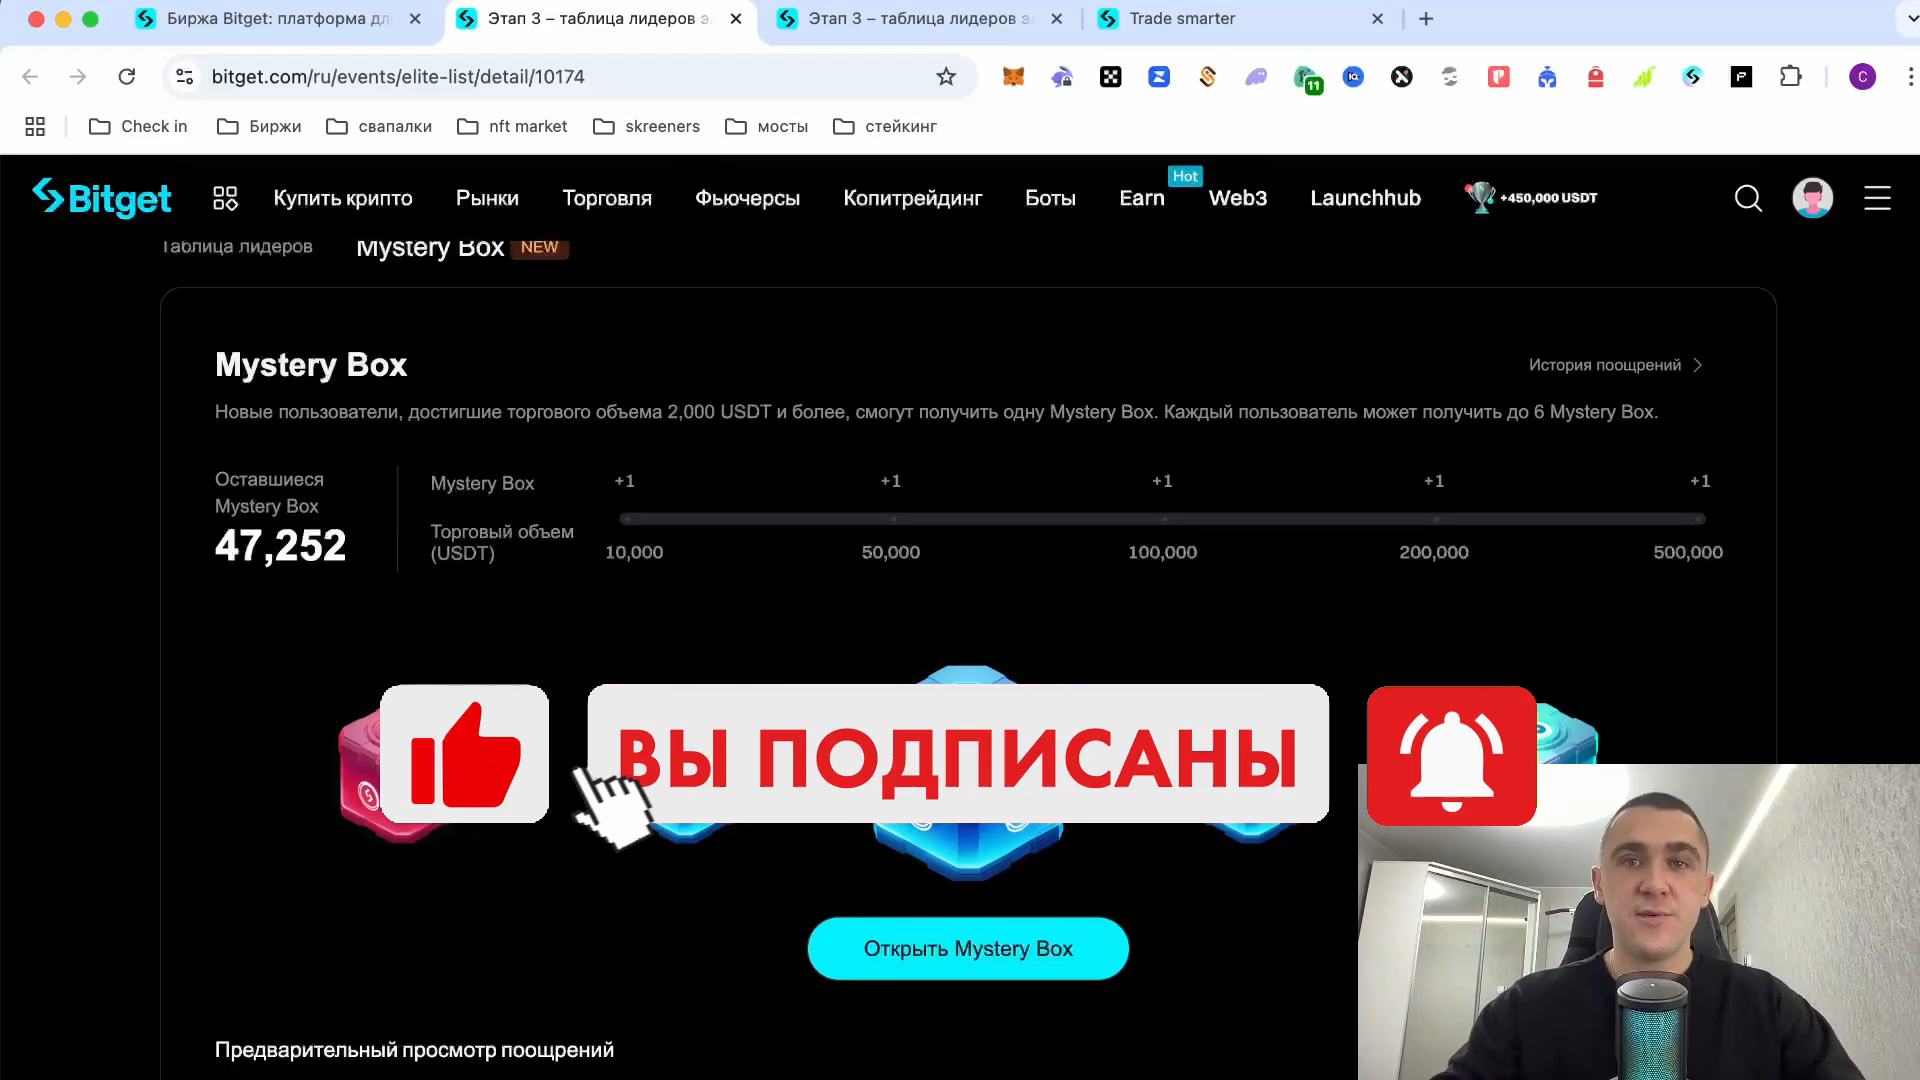 Биржа Bitget: платформа дл
Этап 3 – таблица лидеров э
Этап 3 – таблица лидеров э
Trade smarter
bitget.com/ru/events/elite-list/detail/10174
11
C
Check in
Биржи
свапалки
nft market
skreeners
мосты
стейкинг
Bitget
Купить крипто
Рынки
Торговля
Фьючерсы
Копитрейдинг
Боты
Earn
Hot
Web3
Launchhub
+450,000 USDT
Таблица лидеров
Mystery Box
NEW
Mystery Box
История поощрений
Новые пользователи, достигшие торгового объема 2,000 USDT и более, смогут получить одну Mystery Box. Каждый пользователь может получить до 6 Mystery Box.
Оставшиеся
Mystery Box
47,252
Mystery Box
+1
+1
+1
+1
+1
Торговый объем
(USDT)
10,000
50,000
100,000
200,000
500,000
ВЫ ПОДПИСАНЫ
Открыть Mystery Box
Предварительный просмотр поощрений